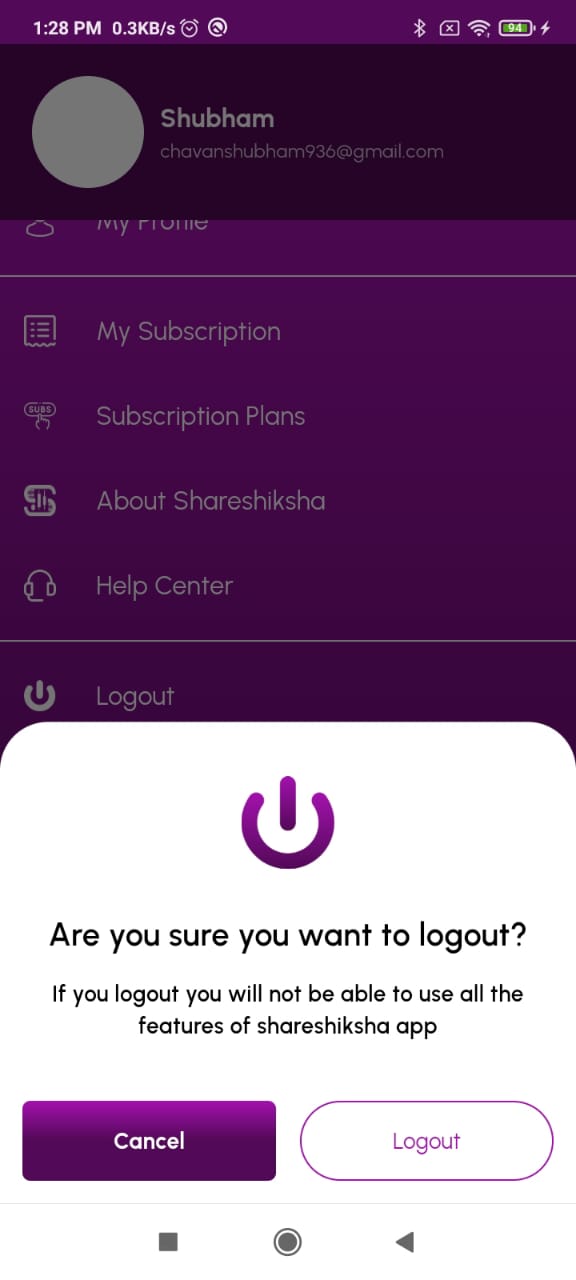 1:28 PM 0.3KB/s
94
Shubham
chavanshubham936@gmail.com
My Profile
My Subscription
SUBS
Subscription Plans
About Shareshiksha
Help Center
Logout
Are you sure you want to logout?
If you logout you will not be able to use all the
features of shareshiksha app
Cancel
Logout